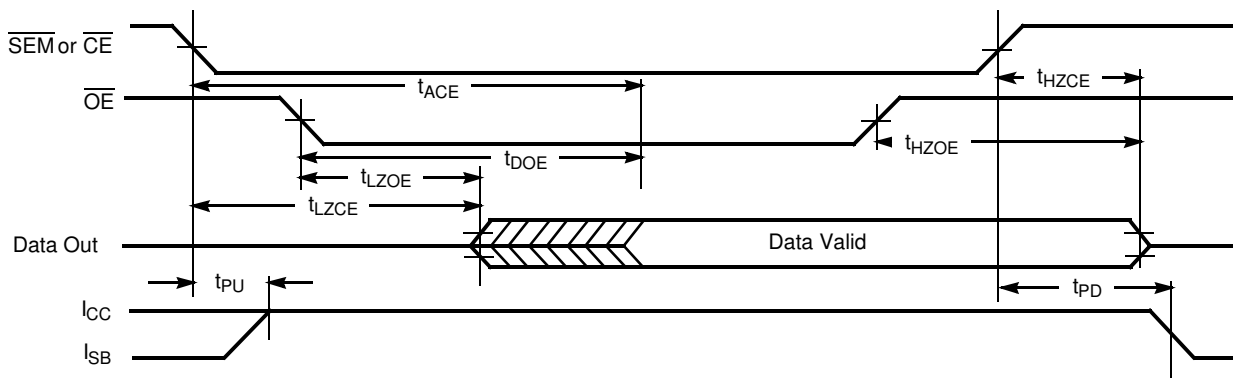 SEM or CE
tACE
tHZCE
OE
tHZOE
tDOE
tLZOE
tLZCE
Data Out
Data Valid
tPU
tPD
ICC
ISB